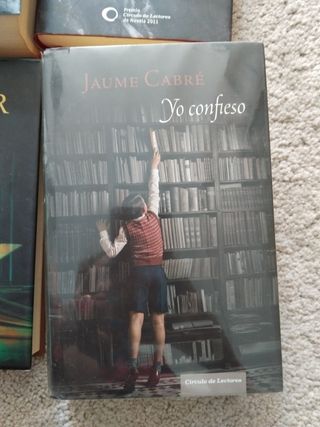 Premio
Círculo de Lectores
de Novela 2011
R
JAUME CABRÉ
Yo confieso
Círculo de Lectores